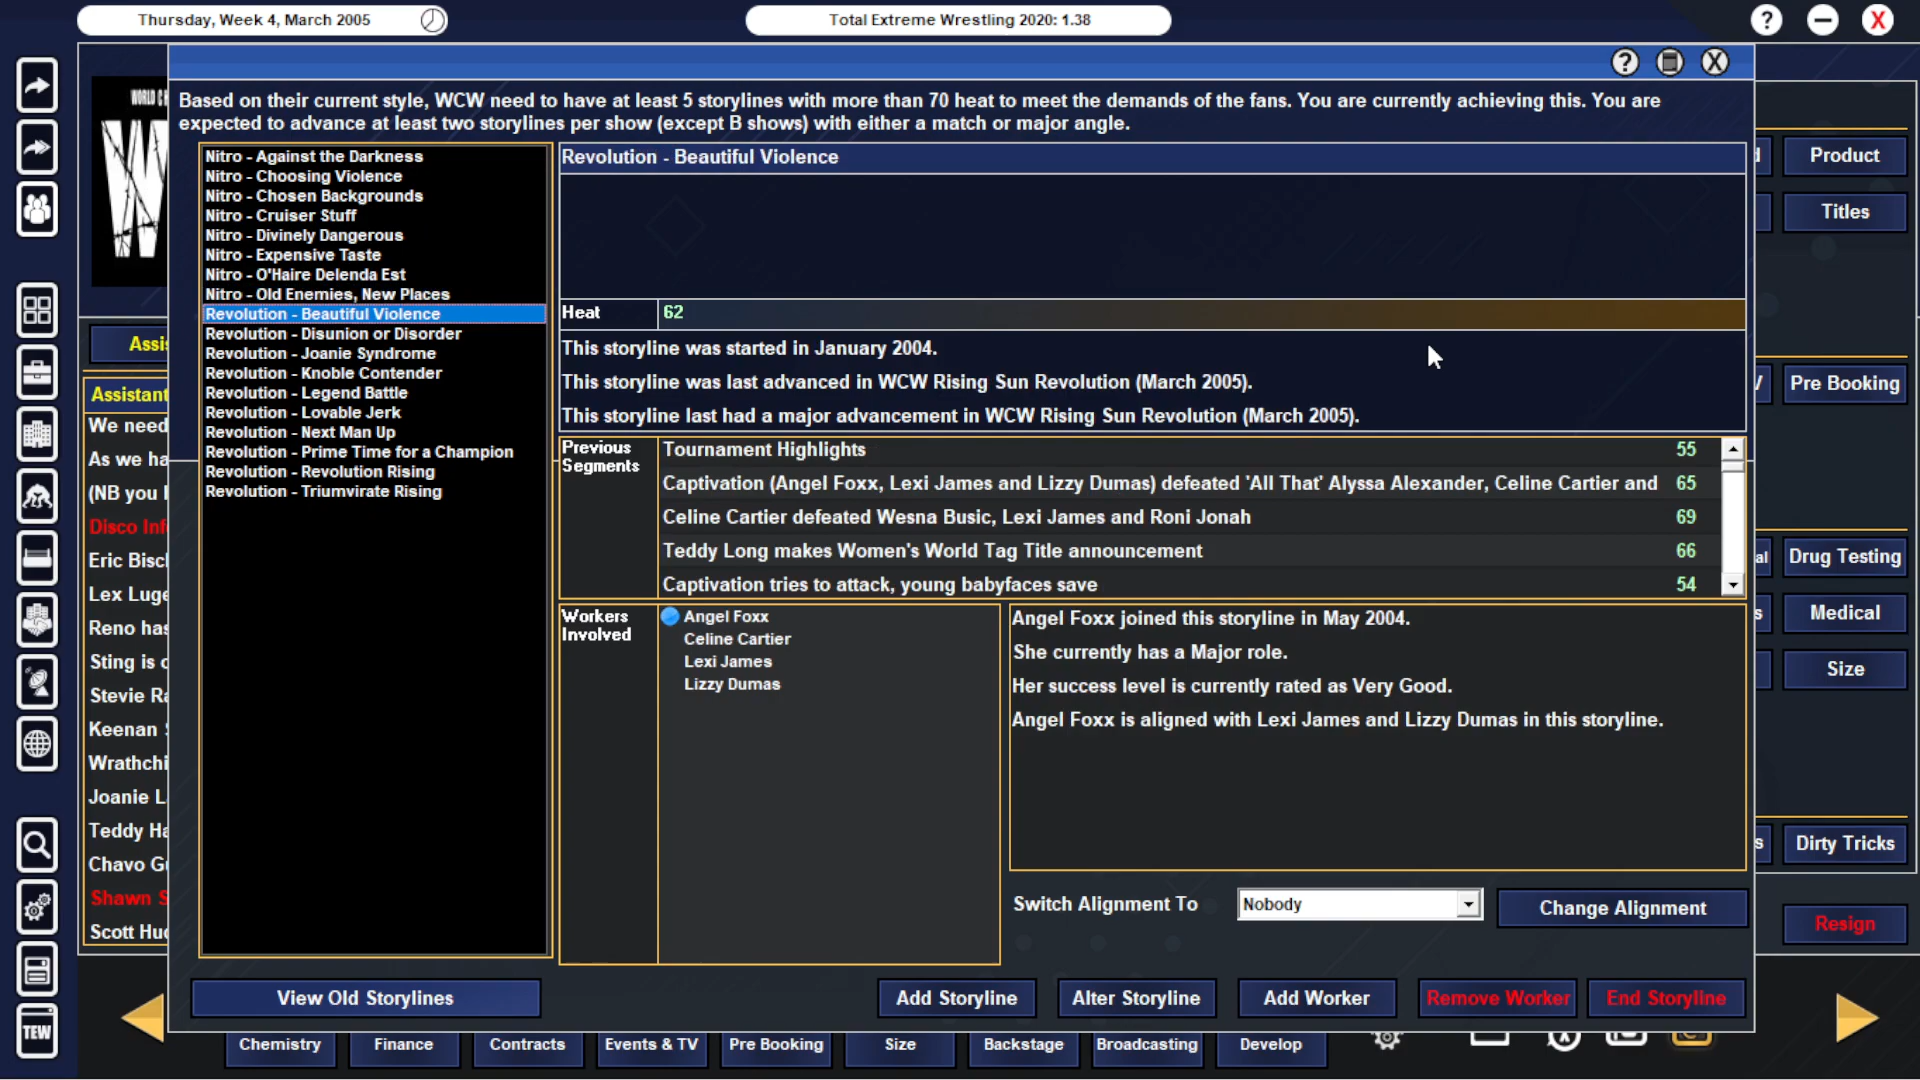 Thursday, Week 4, March 2005
Total Extreme Wrestling 2020: 1.38
?
X
?
X
WORLD C
W
Based on their current style, WCW need to have at least 5 storylines with more than 70 heat to meet the demands of the fans. You are currently achieving this. You are
expected to advance at least two storylines per show (except B shows) with either a match or major angle.
Nitro - Against the Darkness
Nitro - Choosing Violence
Nitro - Chosen Backgrounds
Nitro - Cruiser Stuff
Nitro - Divinely Dangerous
Nitro - Expensive Taste
Nitro - O'Haire Delenda Est
Nitro - Old Enemies, New Places
Revolution - Beautiful Violence
Revolution - Disunion or Disorder
Revolution - Joanie Syndrome
Revolution - Knoble Contender
Revolution - Legend Battle
Revolution - Lovable Jerk
Revolution - Next Man Up
Revolution - Prime Time for a Champion
Revolution - Revolution Rising
Revolution - Triumvirate Rising
Revolution - Beautiful Violence
Heat 62
This storyline was started in January 2004.
This storyline was last advanced in WCW Rising Sun Revolution (March 2005).
This storyline last had a major advancement in WCW Rising Sun Revolution (March 2005).
Previous
Segments
Tournament Highlights 55
Captivation (Angel Foxx, Lexi James and Lizzy Dumas) defeated 'All That' Alyssa Alexander, Celine Cartier and 65
Celine Cartier defeated Wesna Busic, Lexi James and Roni Jonah 69
Teddy Long makes Women's World Tag Title announcement 66
Captivation tries to attack, young babyfaces save 54
Workers
Involved
Angel Foxx
Celine Cartier
Lexi James
Lizzy Dumas
Angel Foxx joined this storyline in May 2004.
She currently has a Major role.
Her success level is currently rated as Very Good.
Angel Foxx is aligned with Lexi James and Lizzy Dumas in this storyline.
Switch Alignment To Nobody Change Alignment
View Old Storylines Add Storyline Alter Storyline Add Worker Remove Worker End Storyline
Assi
Assistant
We need
As we ha
(NB you
Disco Inf
Eric Bisc
Lex Luge
Reno has
Sting is
Stevie Ra
Keenan
Wrathchi
Joanie L
Teddy Ha
Chavo G
Shawn S
Scott Hu
Product
Titles
Pre Booking
al
Drug Testing
s
Medical
Size
s
Dirty Tricks
Resign
TEW
Chemistry Finance Contracts Events & TV Pre Booking Size Backstage Broadcasting Develop